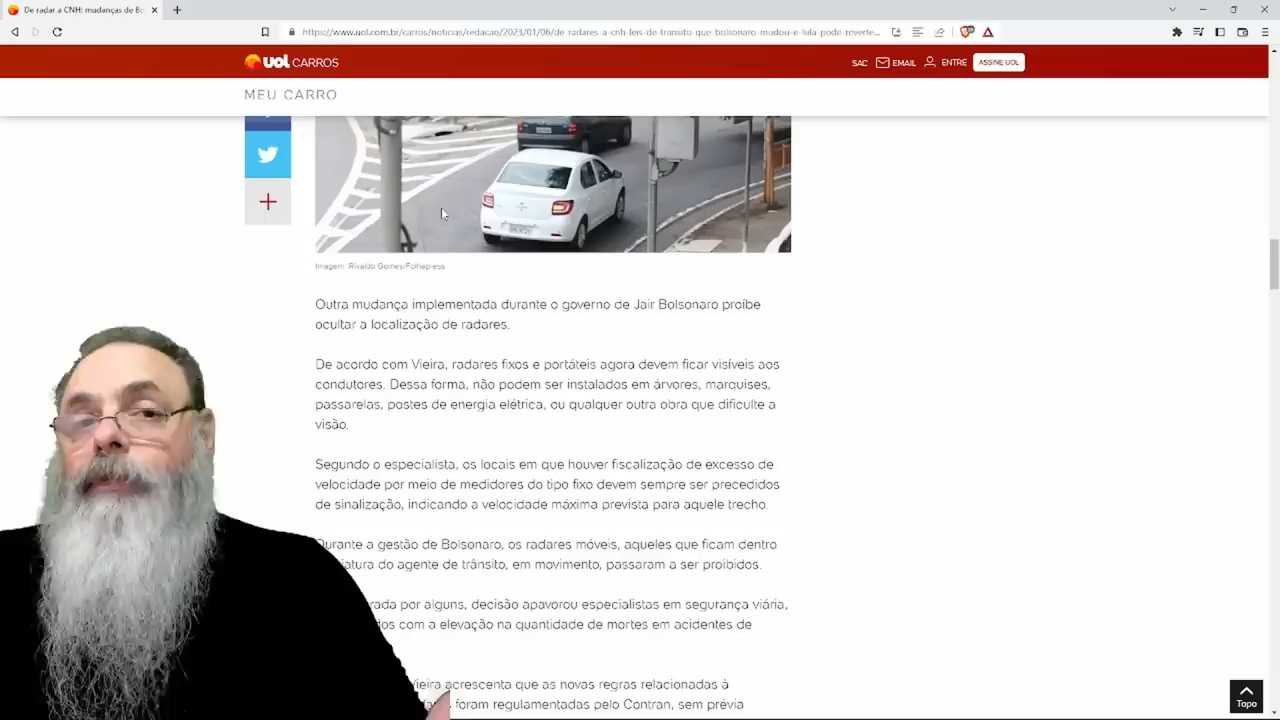 De radar a CNH: mudanças de Bo
https://www.uol.com.br/carros/noticias/redacao/2023/01/06/de-radares-a-cnh-leis-de-transito-que-bolsonaro-mudou-e-lula-pode-reverte...
UOL CARROS
SAC EMAIL ENTRE ASSINE UOL
MEU CARRO
Imagem: Rivaldo Gomes/Folhapress
Outra mudança implementada durante o governo de Jair Bolsonaro proíbe
ocultar a localização de radares.
De acordo com Vieira, radares fixos e portáteis agora devem ficar visíveis aos
condutores. Dessa forma, não podem ser instalados em árvores, marquises,
passarelas, postes de energia elétrica, ou qualquer outra obra que dificulte a
visão.
Segundo o especialista, os locais em que houver fiscalização de excesso de
velocidade por meio de medidores do tipo fixo devem sempre ser precedidos
de sinalização, indicando a velocidade máxima prevista para aquele trecho.
Durante a gestão de Bolsonaro, os radares móveis, aqueles que ficam dentro
do agente de trânsito, em movimento, passaram a ser proibidos.
por alguns, decisão apavorou especialistas em segurança viária,
com a elevação na quantidade de mortes em acidentes de
Vieira acrescenta que as novas regras relacionadas à
foram regulamentadas pelo Contran, sem prévia
Topo